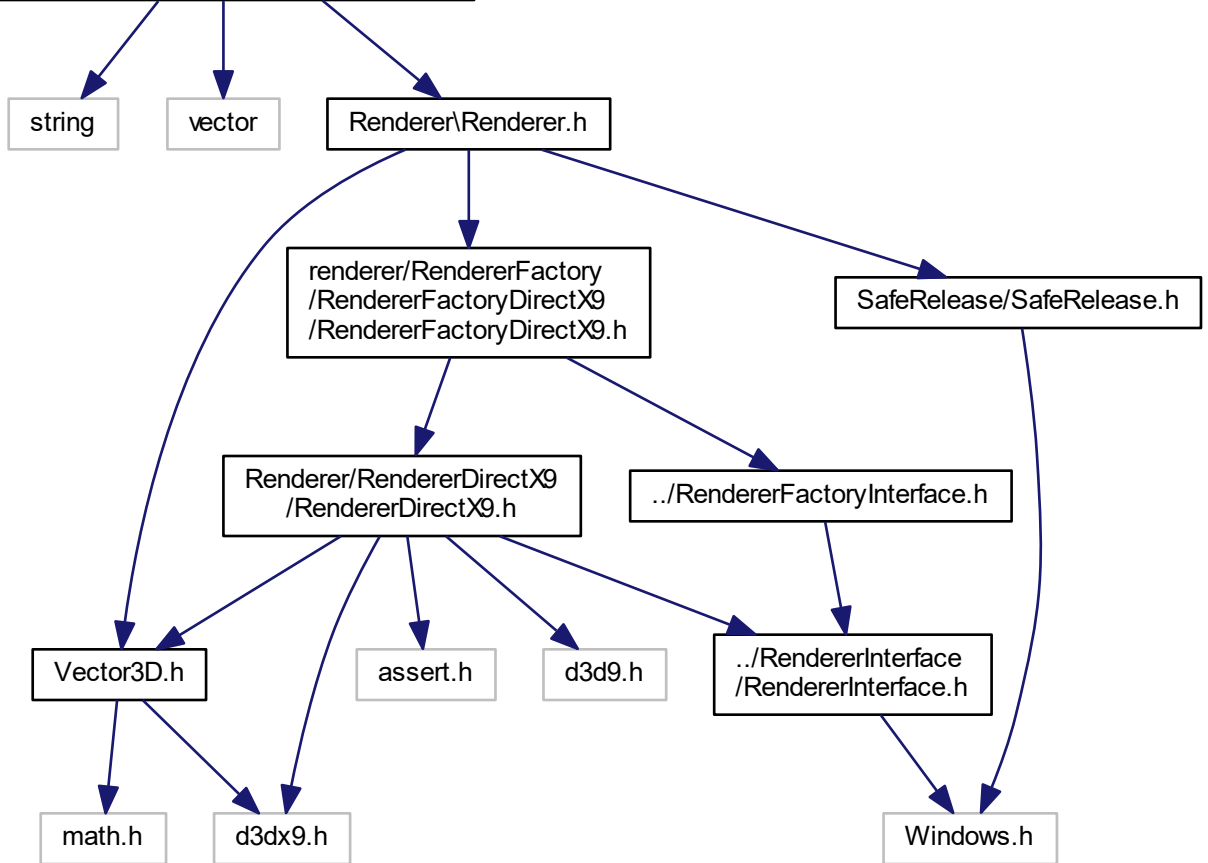 string
vector
Renderer\Renderer.h
renderer/RendererFactory
/RendererFactoryDirectX9
/RendererFactoryDirectX9.h
SafeRelease/SafeRelease.h
Renderer/RendererDirectX9
/RendererDirectX9.h
../RendererFactoryInterface.h
Vector3D.h
assert.h
d3d9.h
../RendererInterface
/RendererInterface.h
math.h
d3dx9.h
Windows.h